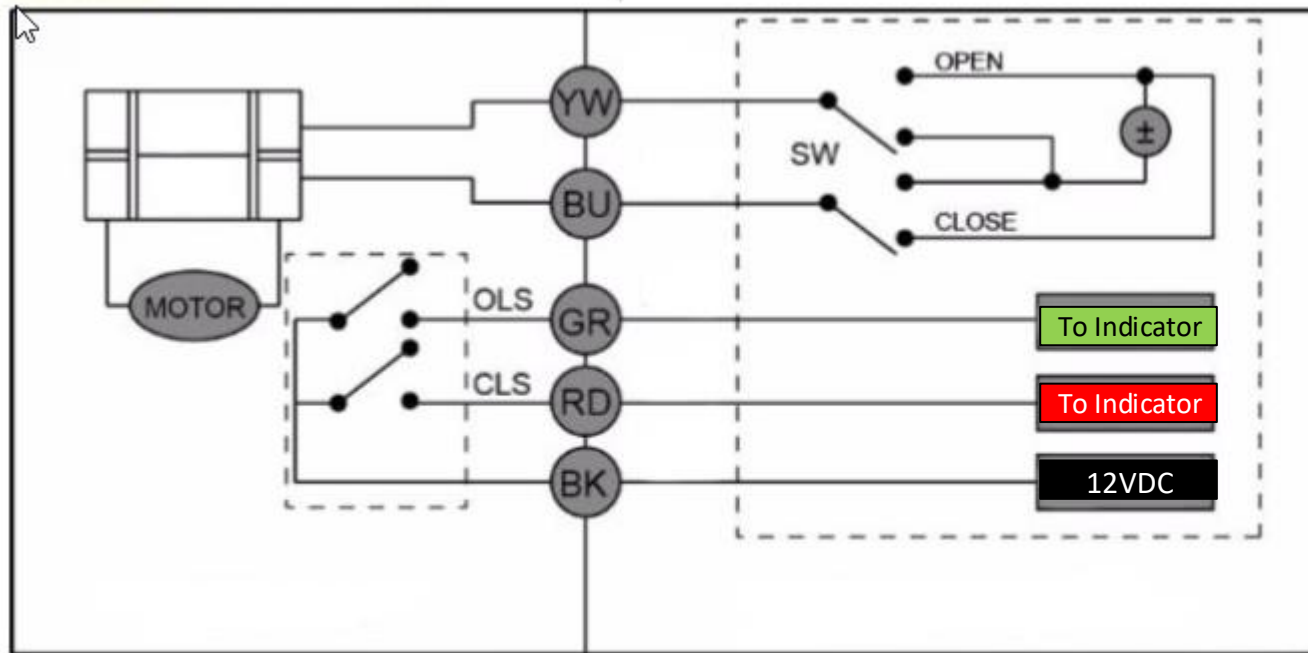 OPEN
YW
±
SW
BU
CLOSE
MOTOR
OLS
GR
To Indicator
CLS
RD
To Indicator
BK
12VDC